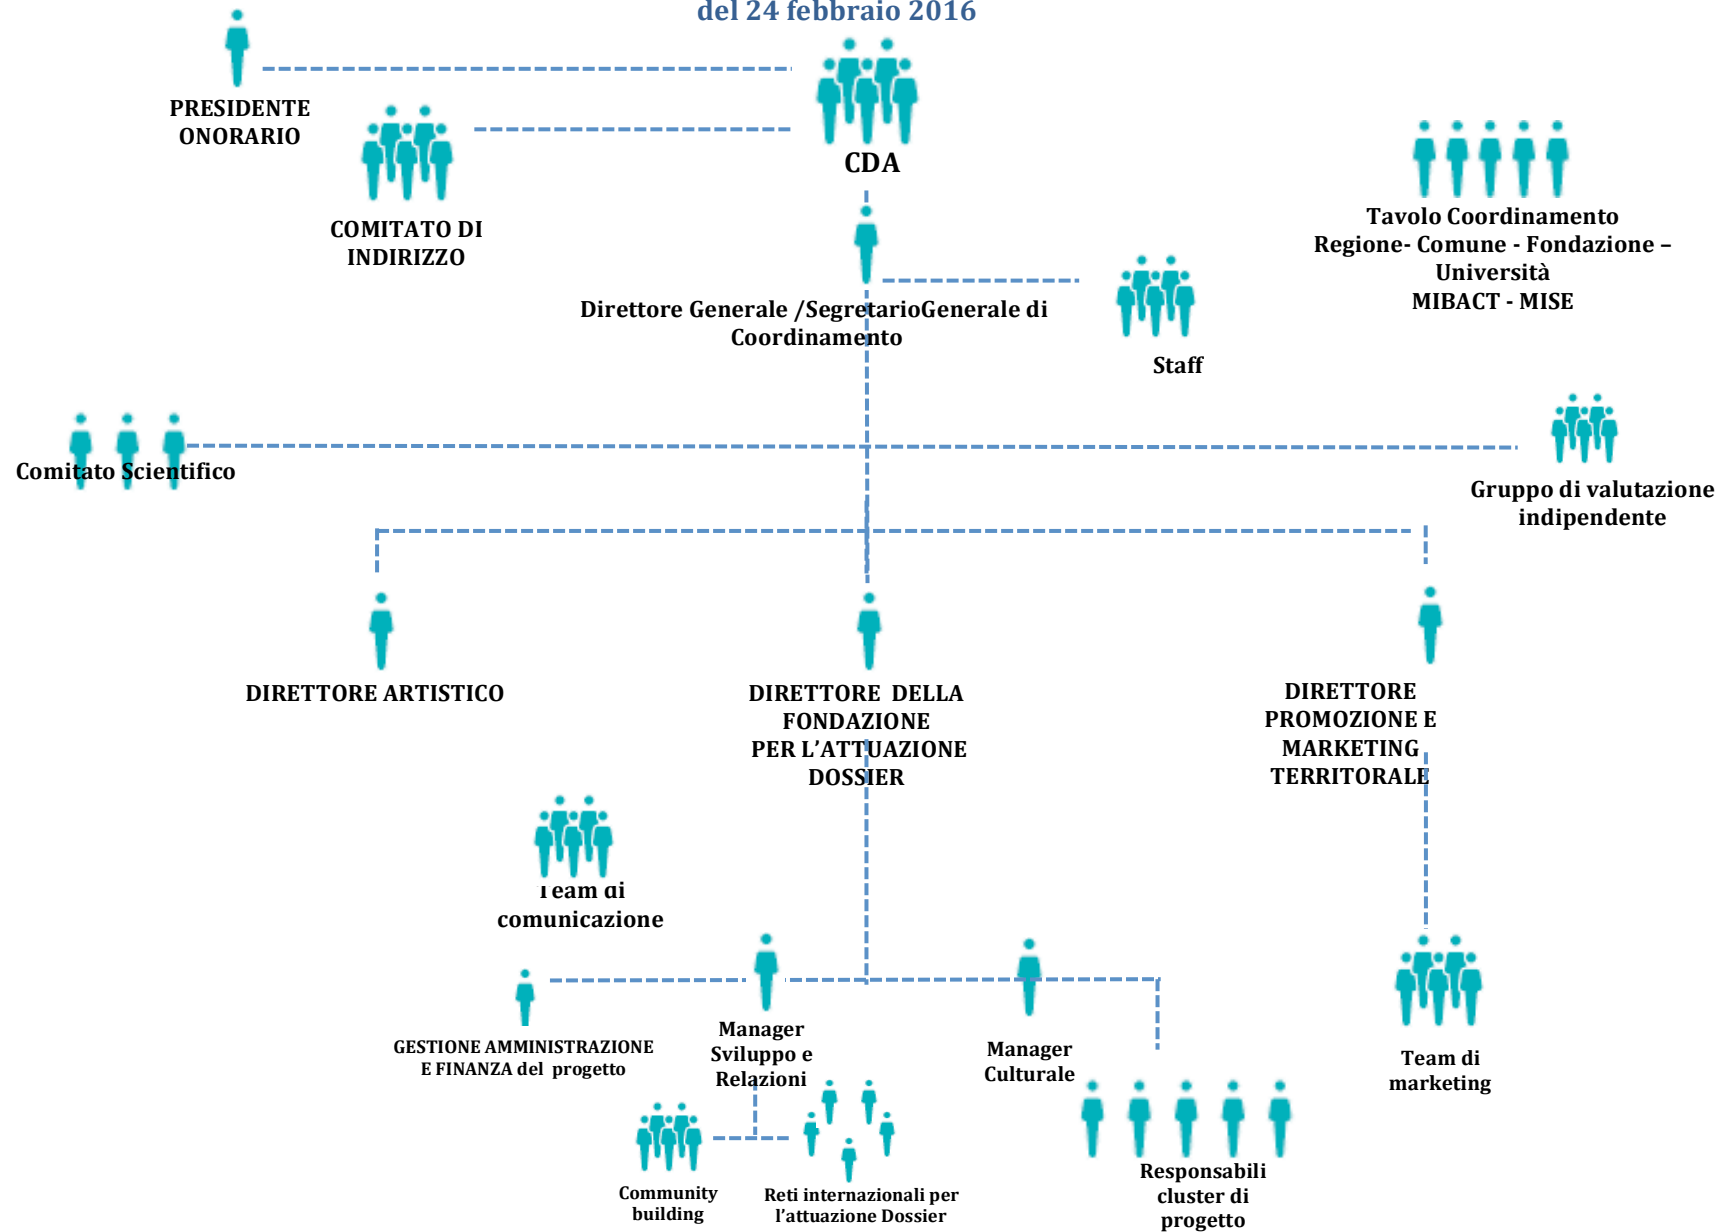 del 24 febbraio 2016
PRESIDENTE
ONORARIO
CDA
COMITATO DI
INDIRIZZO
Tavolo Coordinamento
Regione- Comune - Fondazione –
Università
MIBACT - MISE
Direttore Generale /SegretarioGenerale di
Coordinamento
Staff
Comitato Scientifico
Gruppo di valutazione
indipendente
DIRETTORE ARTISTICO
DIRETTORE DELLA
FONDAZIONE
PER L’ATTUAZIONE
DOSSIER
DIRETTORE
PROMOZIONE E
MARKETING
TERRITORALE
Team di
comunicazione
GESTIONE AMMINISTRAZIONE
E FINANZA del progetto
Manager
Sviluppo e
Relazioni
Manager
Culturale
Team di
marketing
Community
building
Reti internazionali per
l’attuazione Dossier
Responsabili
cluster di
progetto